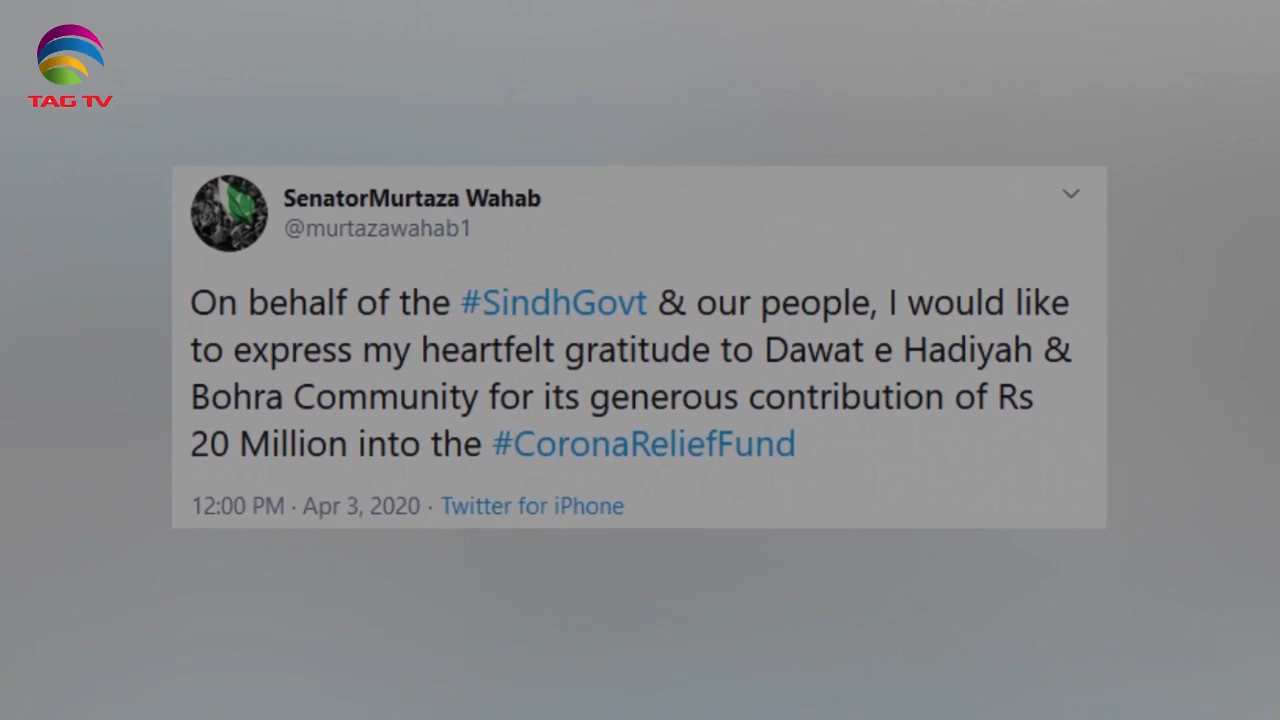 TAG TV
SenatorMurtaza Wahab
@murtazawahab1
On behalf of the #SindhGovt & our people, I would like
to express my heartfelt gratitude to Dawat e Hadiyah &
Bohra Community for its generous contribution of Rs
20 Million into the #CoronaReliefFund
12:00 PM · Apr 3, 2020 · Twitter for iPhone